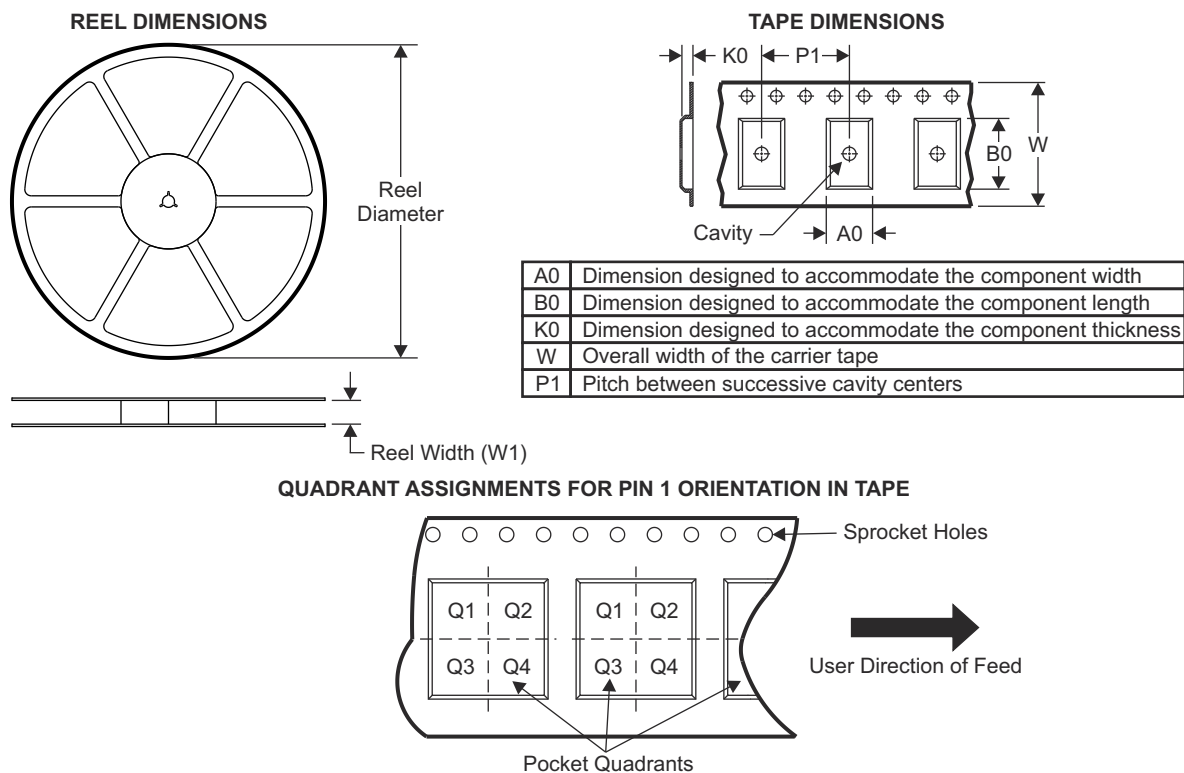 REEL DIMENSIONS
Reel
Diameter
Reel Width (W1)
TAPE DIMENSIONS
K0
P1
B0
W
Cavity
A0
A0 Dimension designed to accommodate the component width
B0 Dimension designed to accommodate the component length
K0 Dimension designed to accommodate the component thickness
W Overall width of the carrier tape
P1 Pitch between successive cavity centers
QUADRANT ASSIGNMENTS FOR PIN 1 ORIENTATION IN TAPE
Sprocket Holes
Q1 Q2 Q1 Q2
Q3 Q4 Q3 Q4
User Direction of Feed
Pocket Quadrants